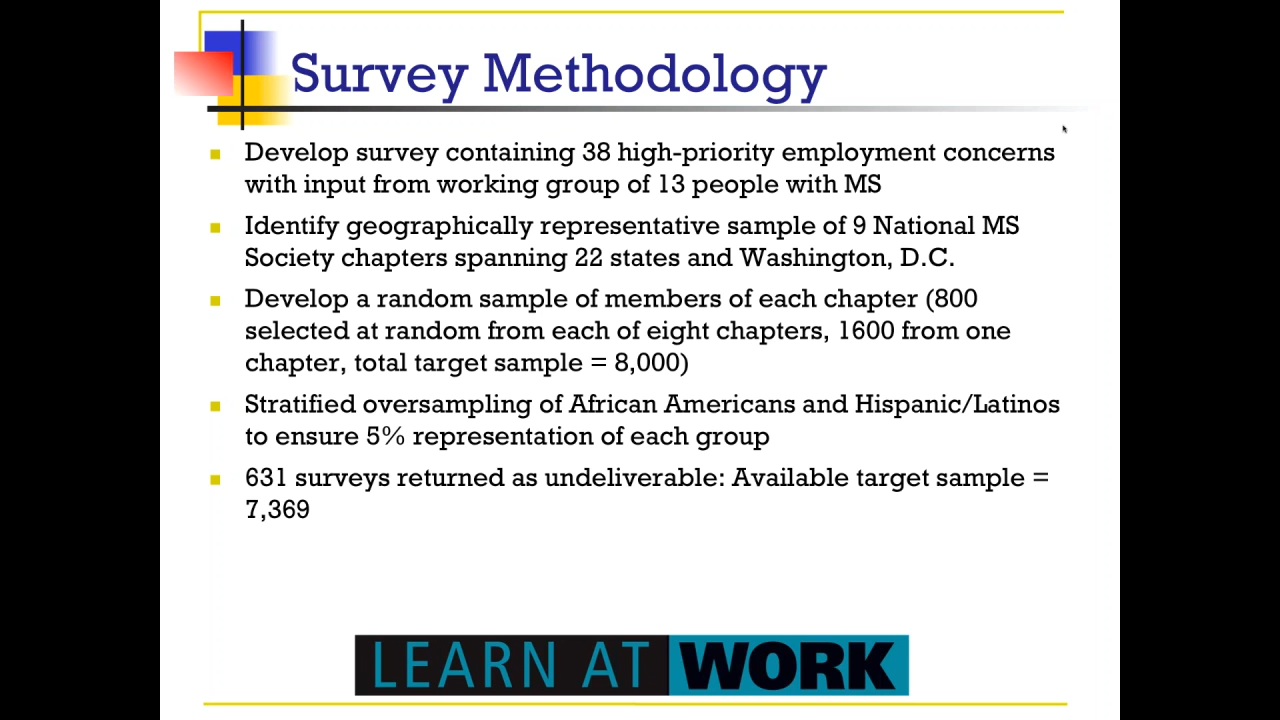 Survey Methodology
Develop survey containing 38 high-priority employment concerns
with input from working group of 13 people with MS
Identify geographically representative sample of 9 National MS
Society chapters spanning 22 states and Washington, D.C.
Develop a random sample of members of each chapter (800
selected at random from each of eight chapters, 1600 from one
chapter, total target sample = 8,000)
Stratified oversampling of African Americans and Hispanic/Latinos
to ensure 5% representation of each group
631 surveys returned as undeliverable: Available target sample =
7,369
LEARN AT WORK